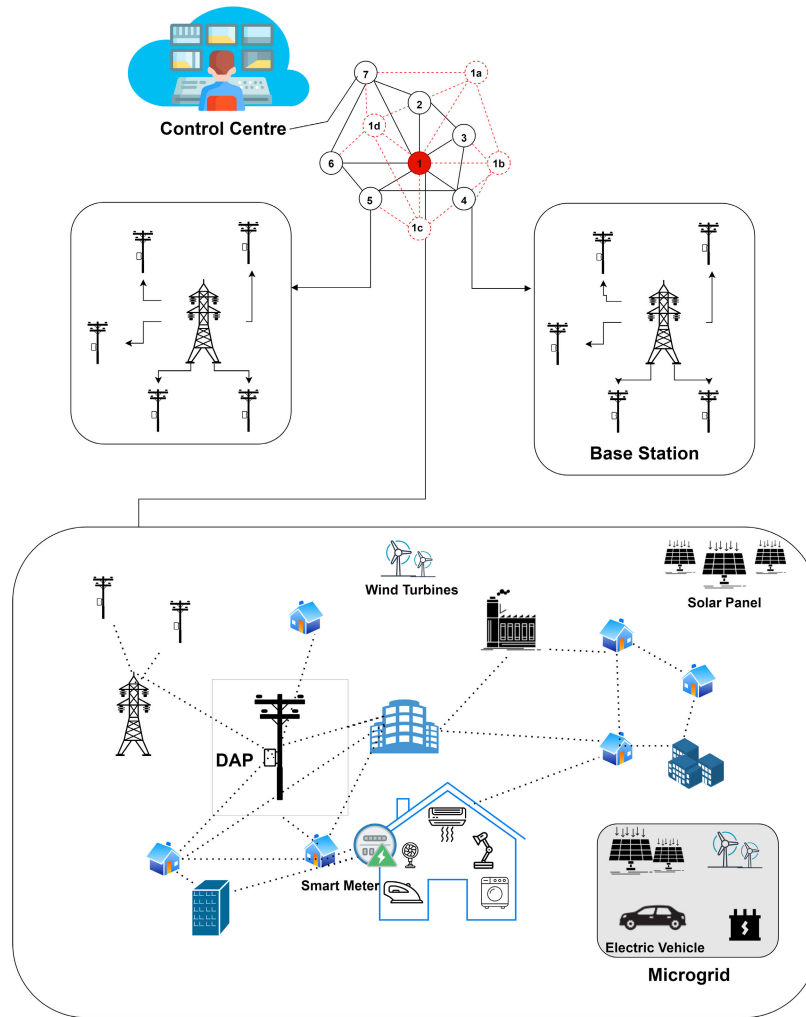 7
1a
2
Control Centre
1d
3
6
1
1b
5
4
1c
Base Station
Wind Turbines
Solar Panel
DAP
Smart Meter
Electric Vehicle
Microgrid